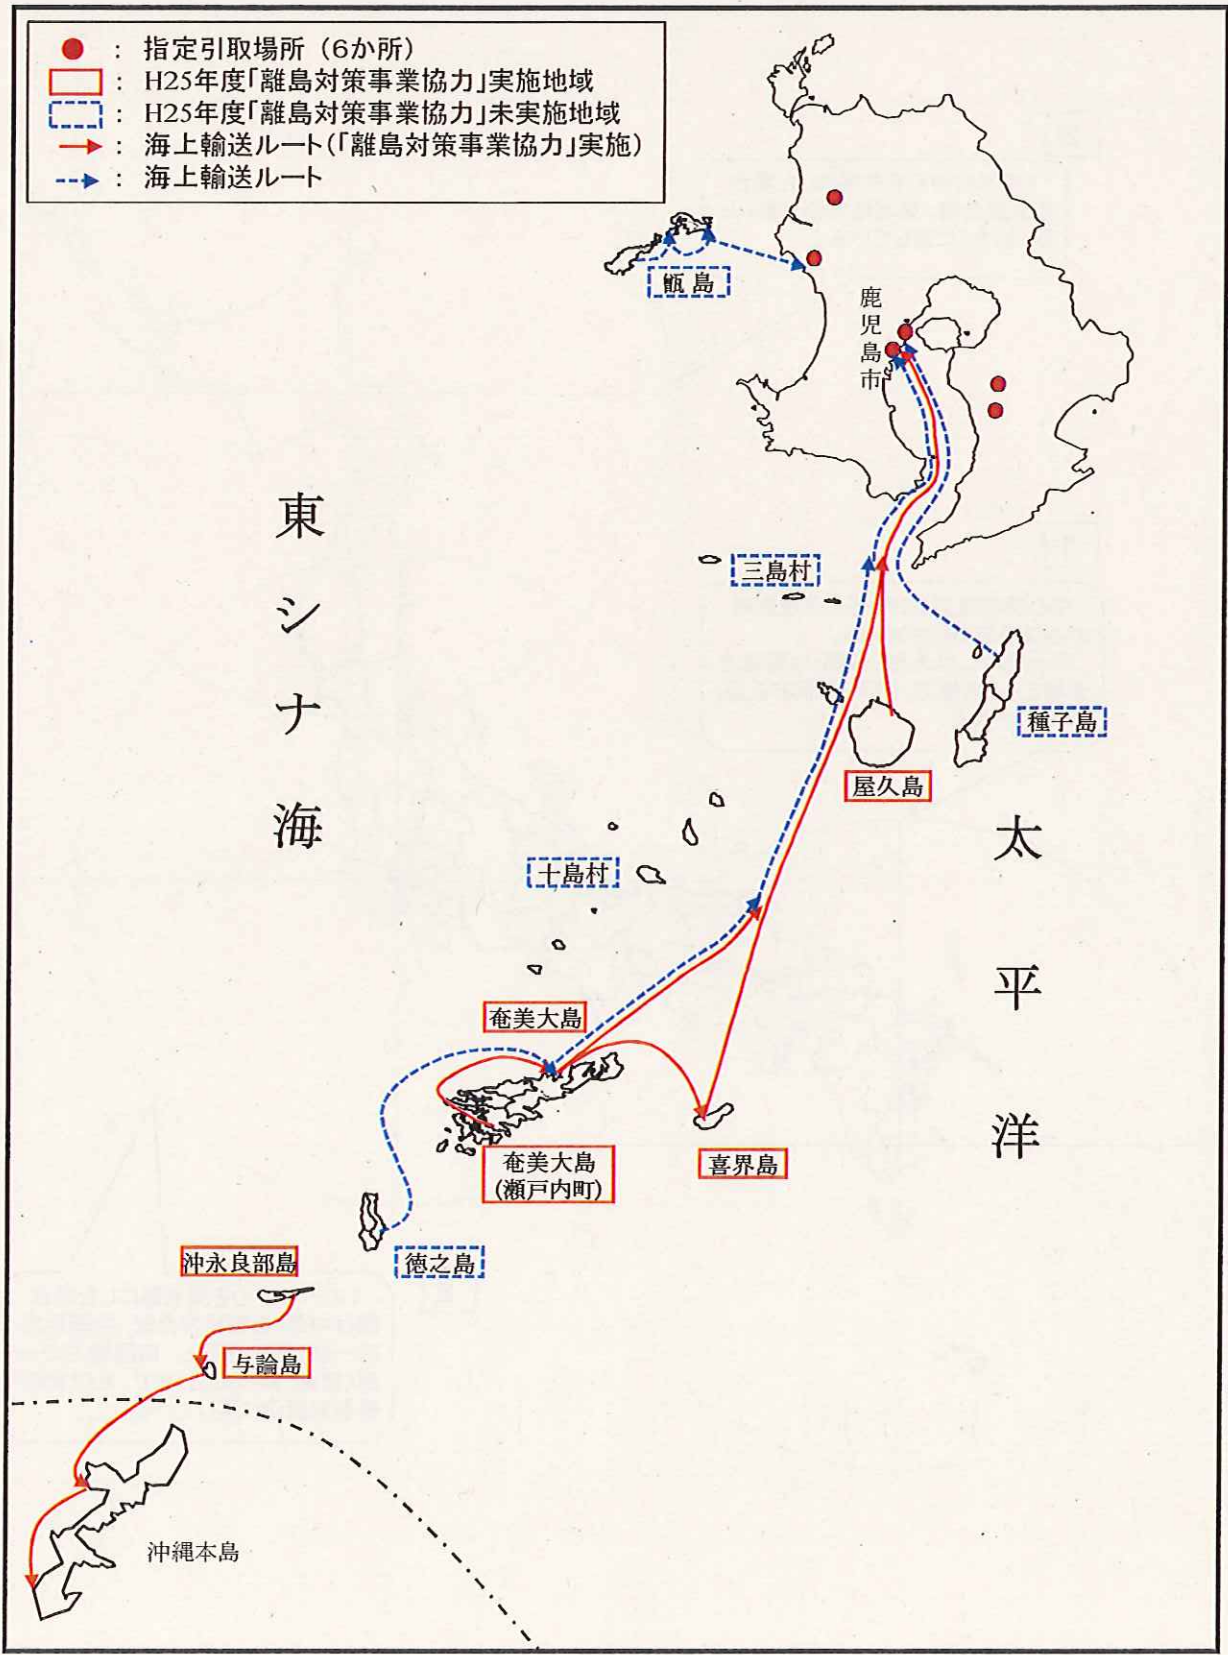 ：指定引取場所（6か所）
：H25年度「離島対策事業協力」実施地域
：H25年度「離島対策事業協力」未実施地域
：海上輸送ルート（「離島対策事業協力」実施）
：海上輸送ルート
甑島
鹿児島市
東シナ海
三島村
種子島
屋久島
太平洋
十島村
奄美大島
奄美大島
(瀬戸内町)
喜界島
徳之島
沖永良部島
与論島
沖縄本島